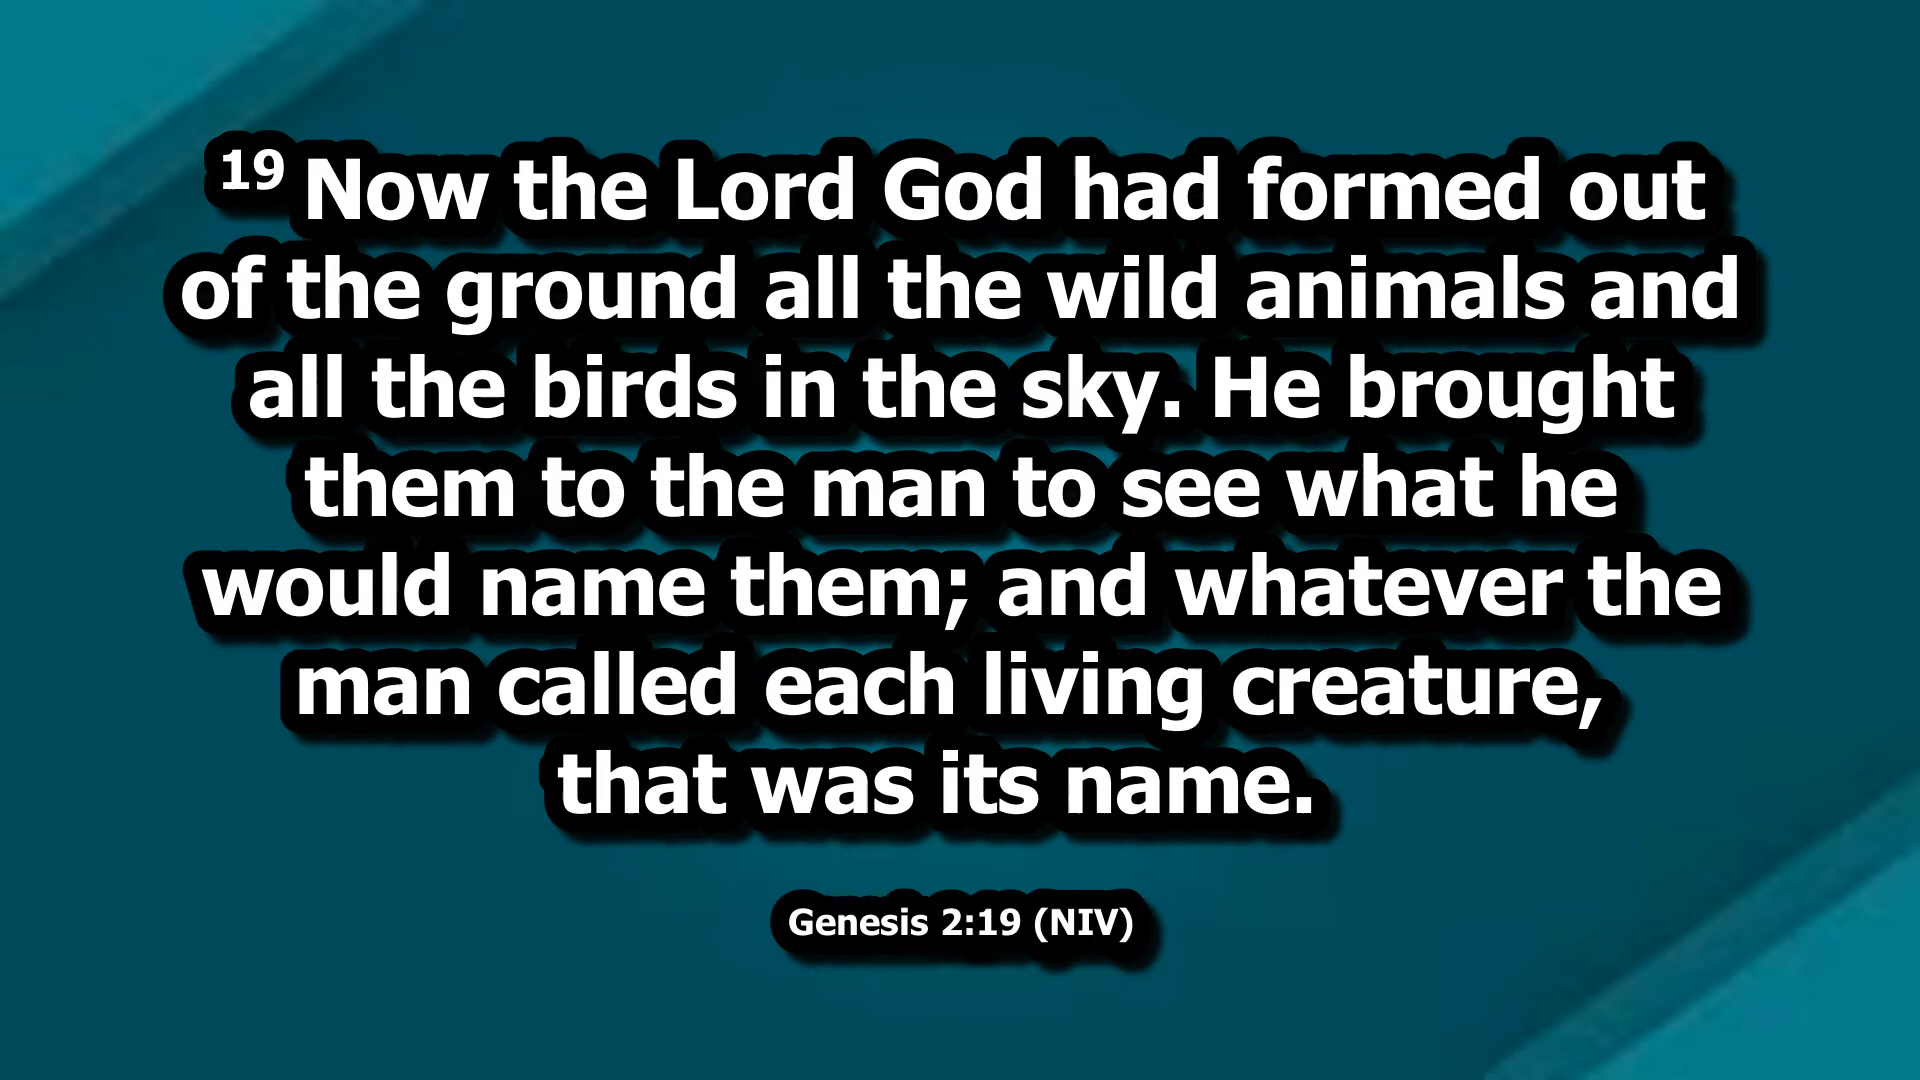 19 Now the Lord God had formed out
of the ground all the wild animals and
all the birds in the sky. He brought
them to the man to see what he
would name them; and whatever the
man called each living creature,
that was its name.
Genesis 2:19 (NIV)